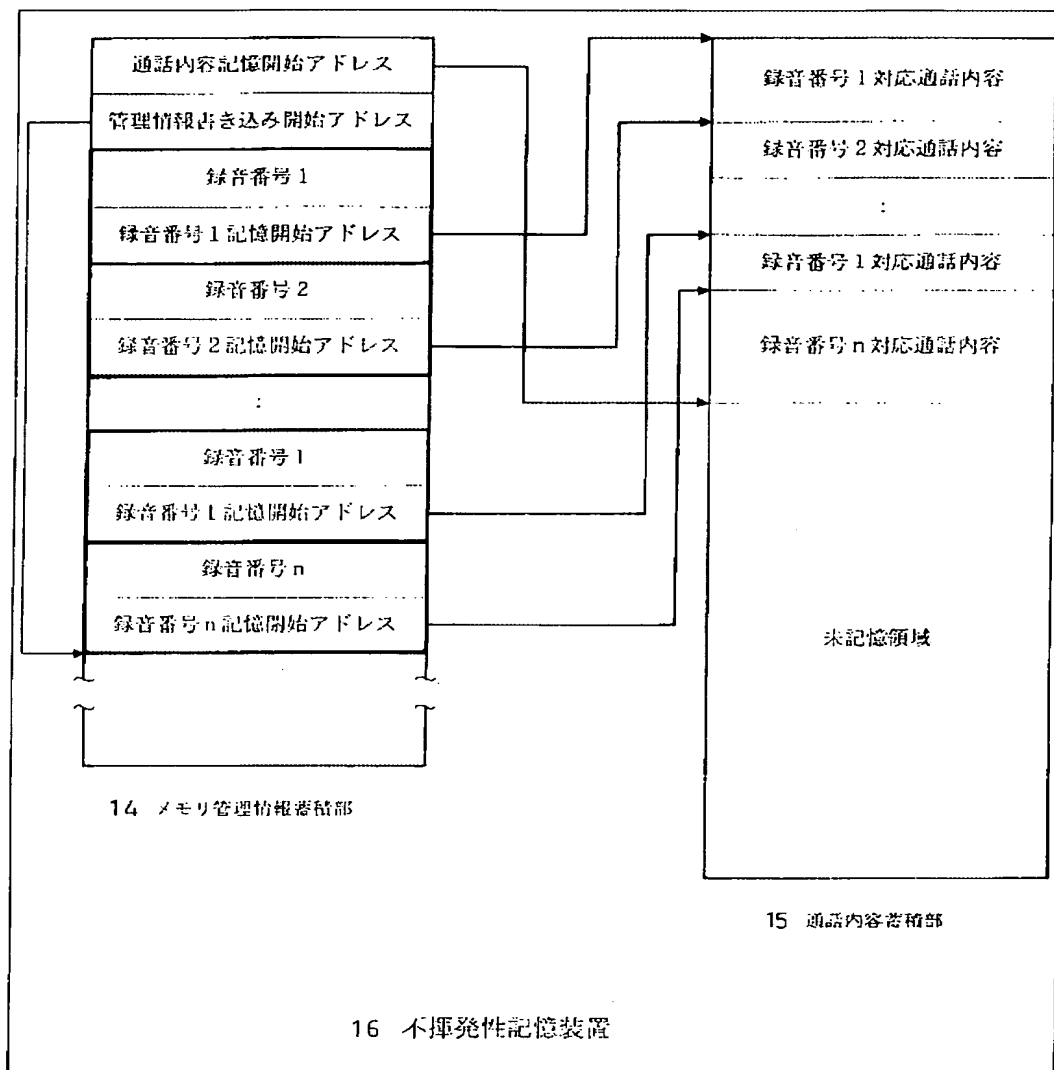 通話内容記憶開始アドレス
管理情報書き込み開始アドレス
録音番号1
録音番号1記憶開始アドレス
録音番号2
録音番号2記憶開始アドレス
:
録音番号1
録音番号1記憶開始アドレス
録音番号n
録音番号n記憶開始アドレス
14 メモリ管理情報蓄積部
録音番号1対応通話内容
録音番号2対応通話内容
:
録音番号1対応通話内容
録音番号n対応通話内容
未記憶領域
15 通話内容蓄積部
16 不揮発性記憶装置